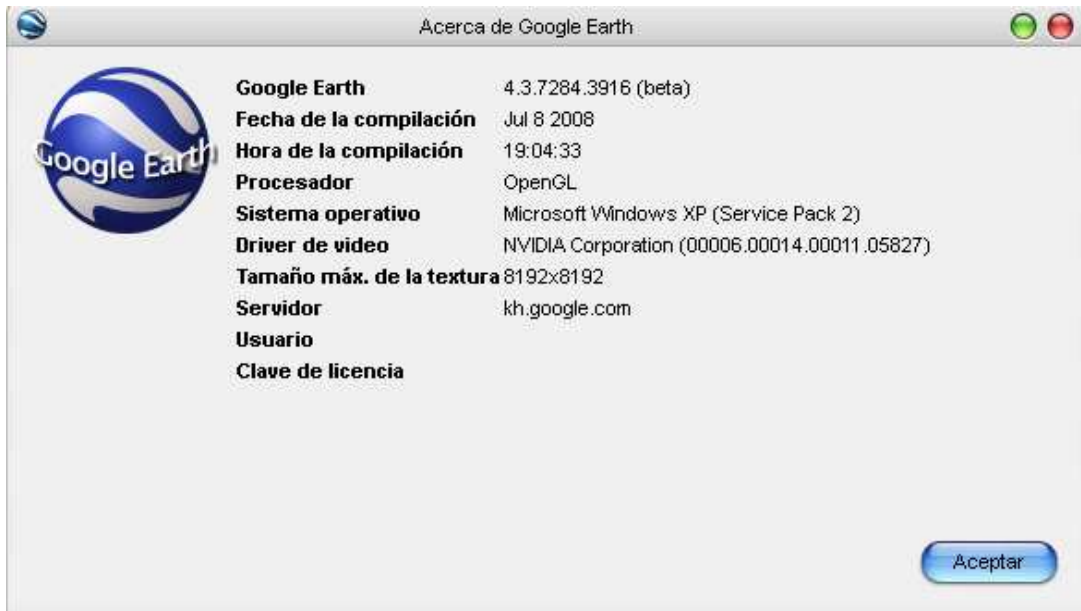 Acerca de Google Earth
Google Earth
Google Earth 4.3.7284.3916 (beta)
Fecha de la compilación Jul 8 2008
Hora de la compilación 19:04:33
Procesador OpenGL
Sistema operativo Microsoft Windows XP (Service Pack 2)
Driver de video NVIDIA Corporation (00006.00014.00011.05827)
Tamaño máx. de la textura 8192x8192
Servidor kh.google.com
Usuario
Clave de licencia
Aceptar